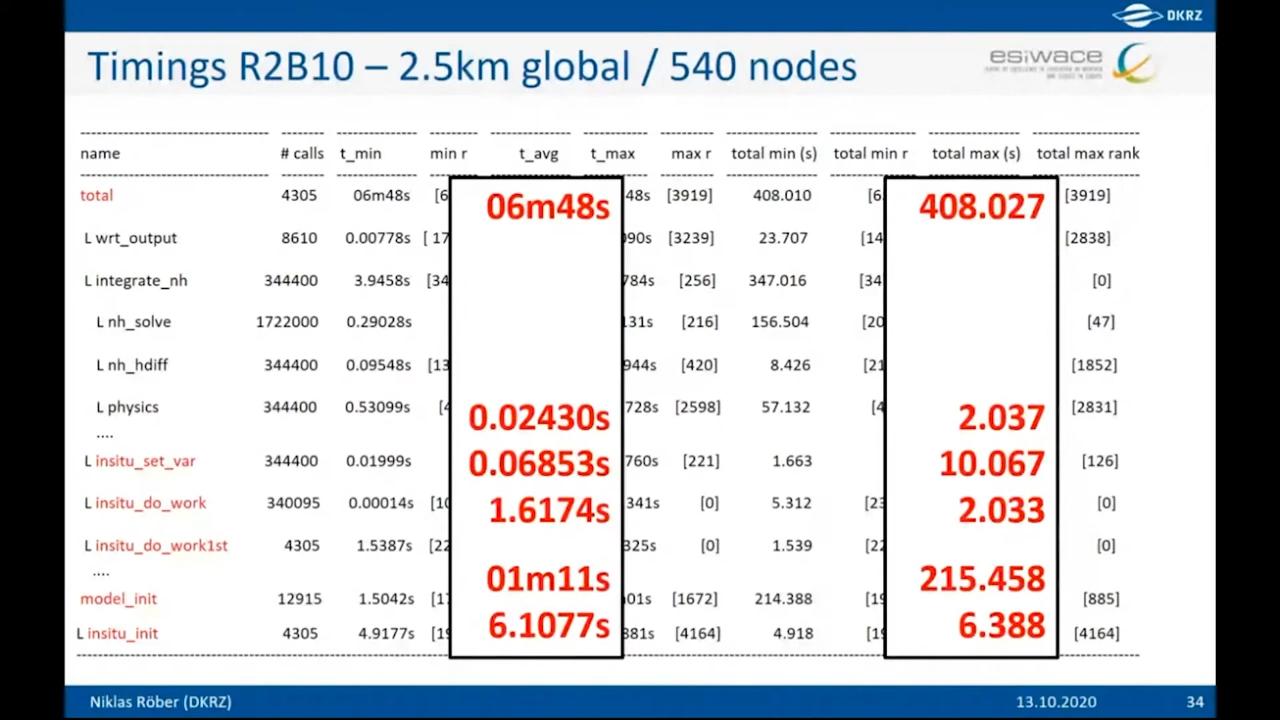 DKRZ
Timings R2B10 – 2.5km global / 540 nodes
esiwace
name # calls t_min min r t_avg t_max max r total min (s) total min r total max (s) total max rank
total 4305 06m48s [6 06m48s 48s [3919] 408.010 [6. 408.027 [3919]
L wrt_output 8610 0.00778s [ 17 090s [3239] 23.707 [14 [2838]
L integrate_nh 344400 3.9458s [34 784s [256] 347.016 [34 [0]
L nh_solve 1722000 0.29028s 131s [216] 156.504 [20 [47]
L nh_hdiff 344400 0.09548s [13 944s [420] 8.426 [21 [1852]
L physics 344400 0.53099s [4 0.02430s 728s [2598] 57.132 [4 2.037 [2831]
....
L insitu_set_var 344400 0.01999s 0.06853s 760s [221] 1.663 10.067 [126]
L insitu_do_work 340095 0.00014s [10 1.6174s 341s [0] 5.312 [23 2.033 [0]
L insitu_do_work1st 4305 1.5387s [22 325s [0] 1.539 [22 [0]
....
model_init 12915 1.5042s [17 01m11s 01s [1672] 214.388 [19 215.458 [885]
L insitu_init 4305 4.9177s [19 6.1077s 381s [4164] 4.918 [19 6.388 [4164]
Niklas Röber (DKRZ) 13.10.2020 34